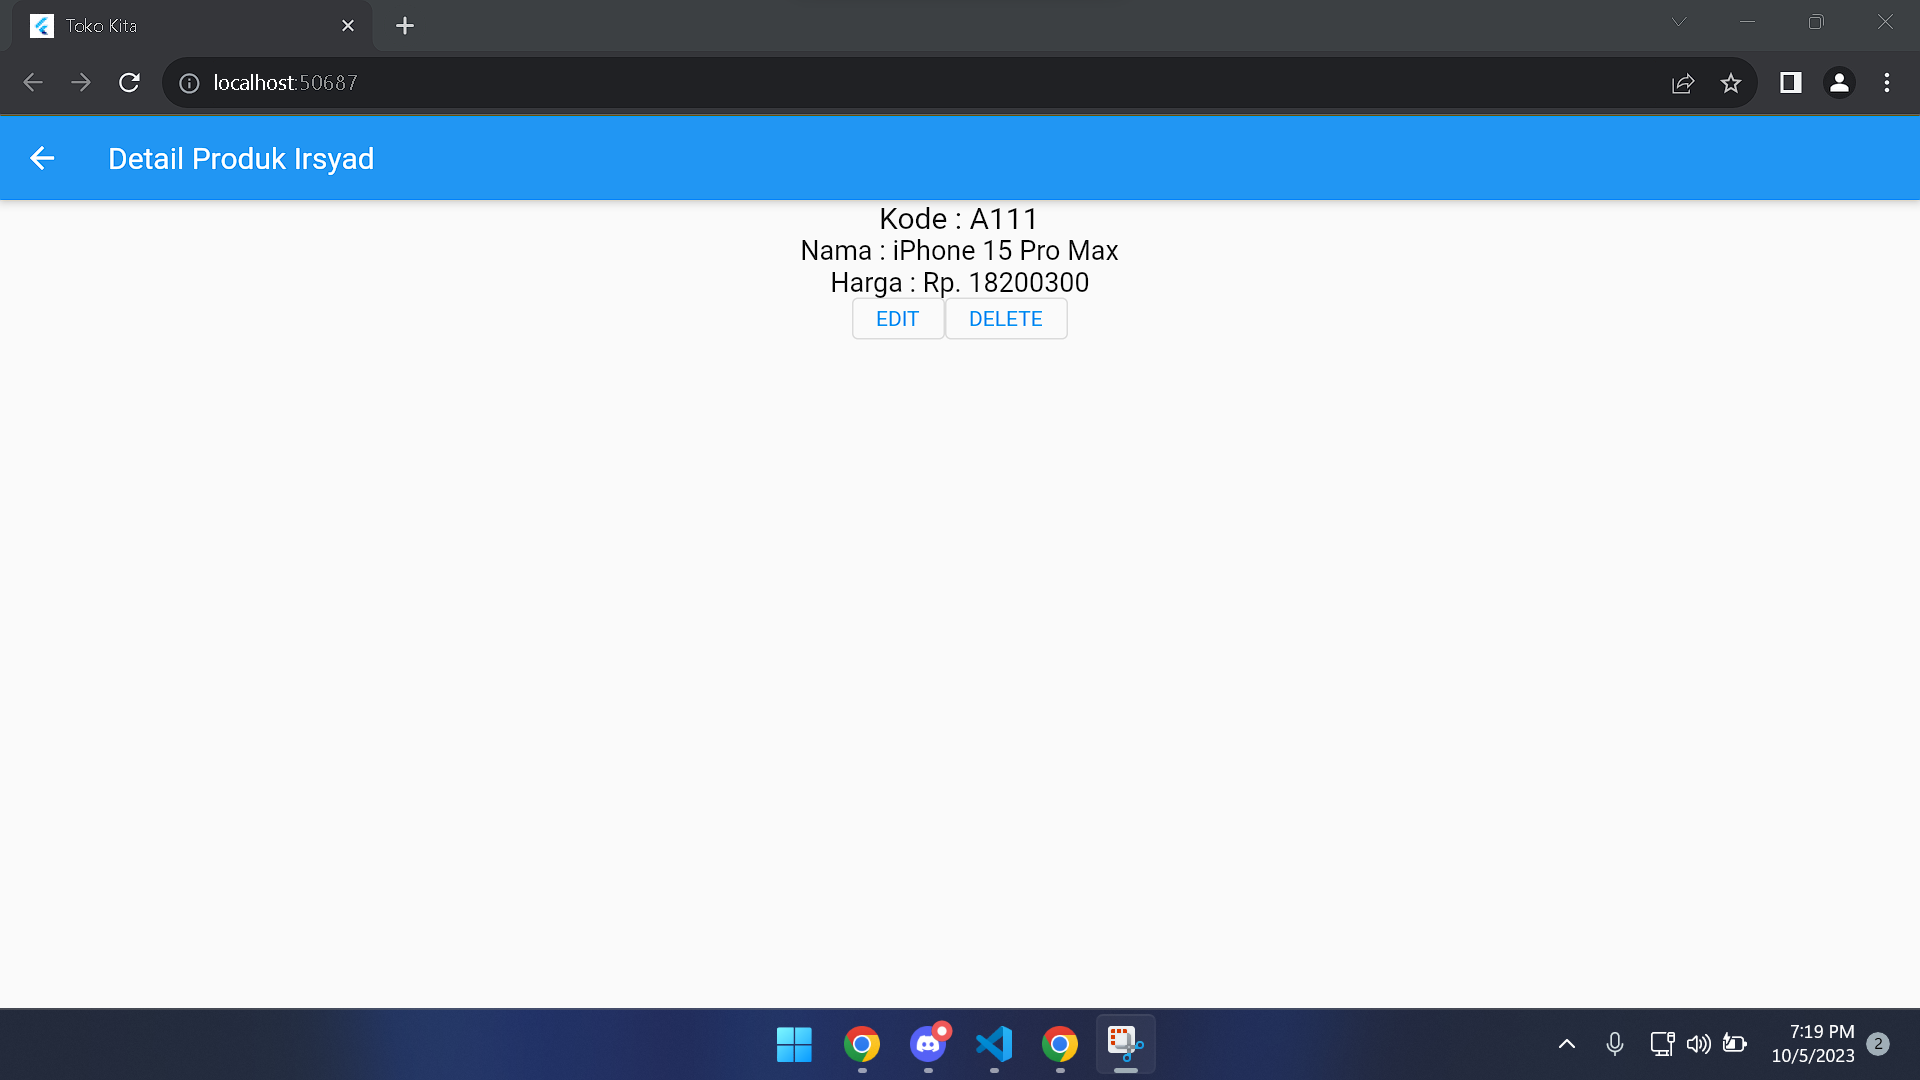 Toko Kita
localhost:50687
Detail Produk Irsyad
Kode : A111
Nama : iPhone 15 Pro Max
Harga : Rp. 18200300
EDIT DELETE
7:19 PM
10/5/2023
2